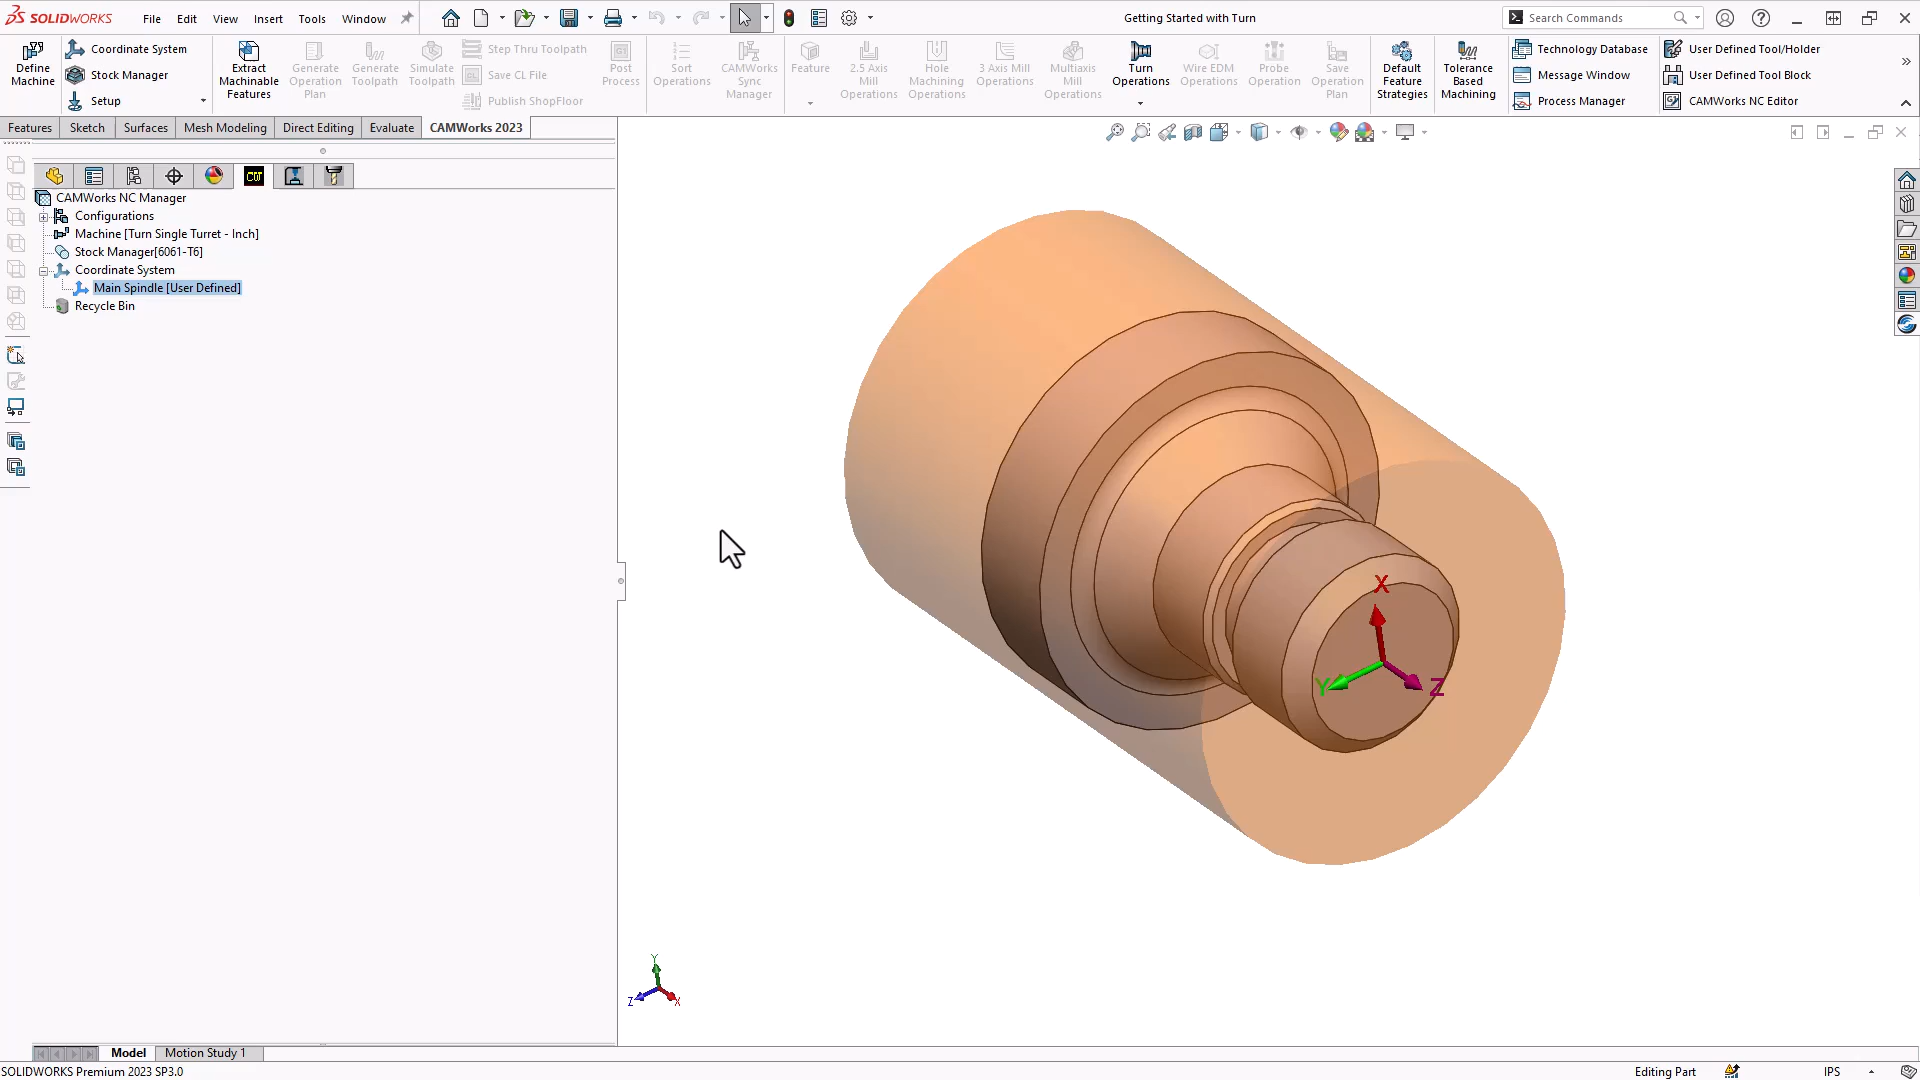 SOLIDWORKS File Edit View Insert Tools Window Getting Started with Turn Search Commands
Define Machine
Coordinate System
Stock Manager
Setup
Extract Machinable Features
Generate Operation Plan
Generate Toolpath
Simulate Toolpath
Step Thru Toolpath
Save CL File
Publish ShopFloor
Post Process
Sort Operations
CAMWorks Sync Manager
Feature
2.5 Axis Mill Operations
Hole Machining Operations
3 Axis Mill Operations
Multiaxis Mill Operations
Turn Operations
Wire EDM Operations
Probe Operation
Save Operation Plan
Default Feature Strategies
Tolerance Based Machining
Technology Database
Message Window
Process Manager
User Defined Tool/Holder
User Defined Tool Block
CAMWorks NC Editor
Features Sketch Surfaces Mesh Modeling Direct Editing Evaluate CAMWorks 2023
CW
CAMWorks NC Manager
Configurations
Machine [Turn Single Turret - Inch]
Stock Manager[6061-T6]
Coordinate System
Main Spindle [User Defined]
Recycle Bin
X
Y
Z
Y
Z
X
Model Motion Study 1
SOLIDWORKS Premium 2023 SP3.0 Editing Part IPS